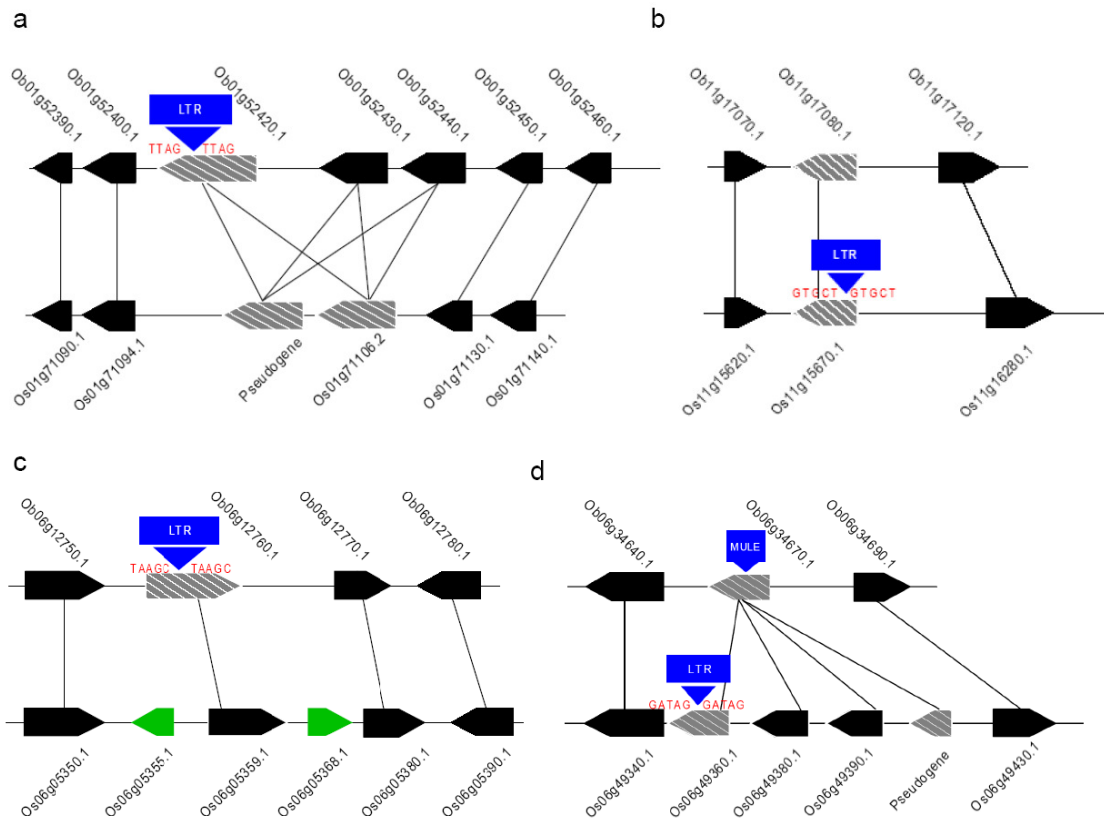 a
Ob01g52390.1
Ob01g52400.1
Ob01g52420.1
Ob01g52430.1
Ob01g52440.1
Ob01g52450.1
Ob01g52460.1
LTR
TTAG TTAG
Os01g71090.1
Os01g71094.1
Pseudogene
Os01g71106.2
Os01g71130.1
Os01g71140.1
b
Ob11g17070.1
Ob11g17080.1
Ob11g17120.1
LTR
GTGCT GTGCT
Os11g15620.1
Os11g15670.1
Os11g16280.1
c
Ob06g12750.1
Ob06g12760.1
Ob06g12770.1
Ob06g12780.1
LTR
TAAGC TAAGC
Os06g05350.1
Os06g05355.1
Os06g05359.1
Os06g05368.1
Os06g05380.1
Os06g05390.1
d
Ob06g34640.1
Ob06g34670.1
Ob06g34690.1
MULE
LTR
GATAG GATAG
Os06g49340.1
Os06g49360.1
Os06g49380.1
Os06g49390.1
Pseudogene
Os06g49430.1